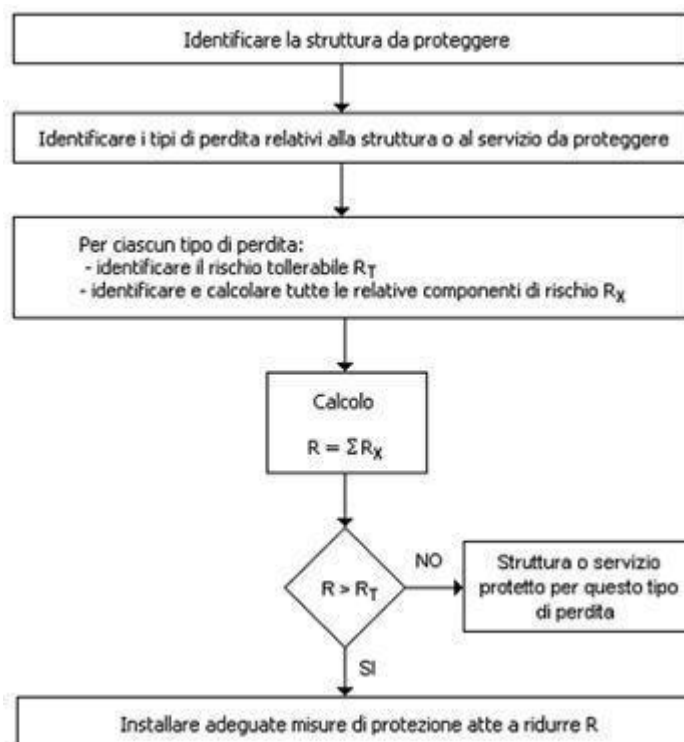 Identificare la struttura da proteggere
Identificare i tipi di perdita relativi alla struttura o al servizio da proteggere
Per ciascun tipo di perdita:
- identificare il rischio tollerabile RT
- identificare e calcolare tutte le relative componenti di rischio RX
Calcolo
R = ΣRX
R > RT
NO
Struttura o servizio
protetto per questo tipo
di perdita
SI
Installare adeguate misure di protezione atte a ridurre R